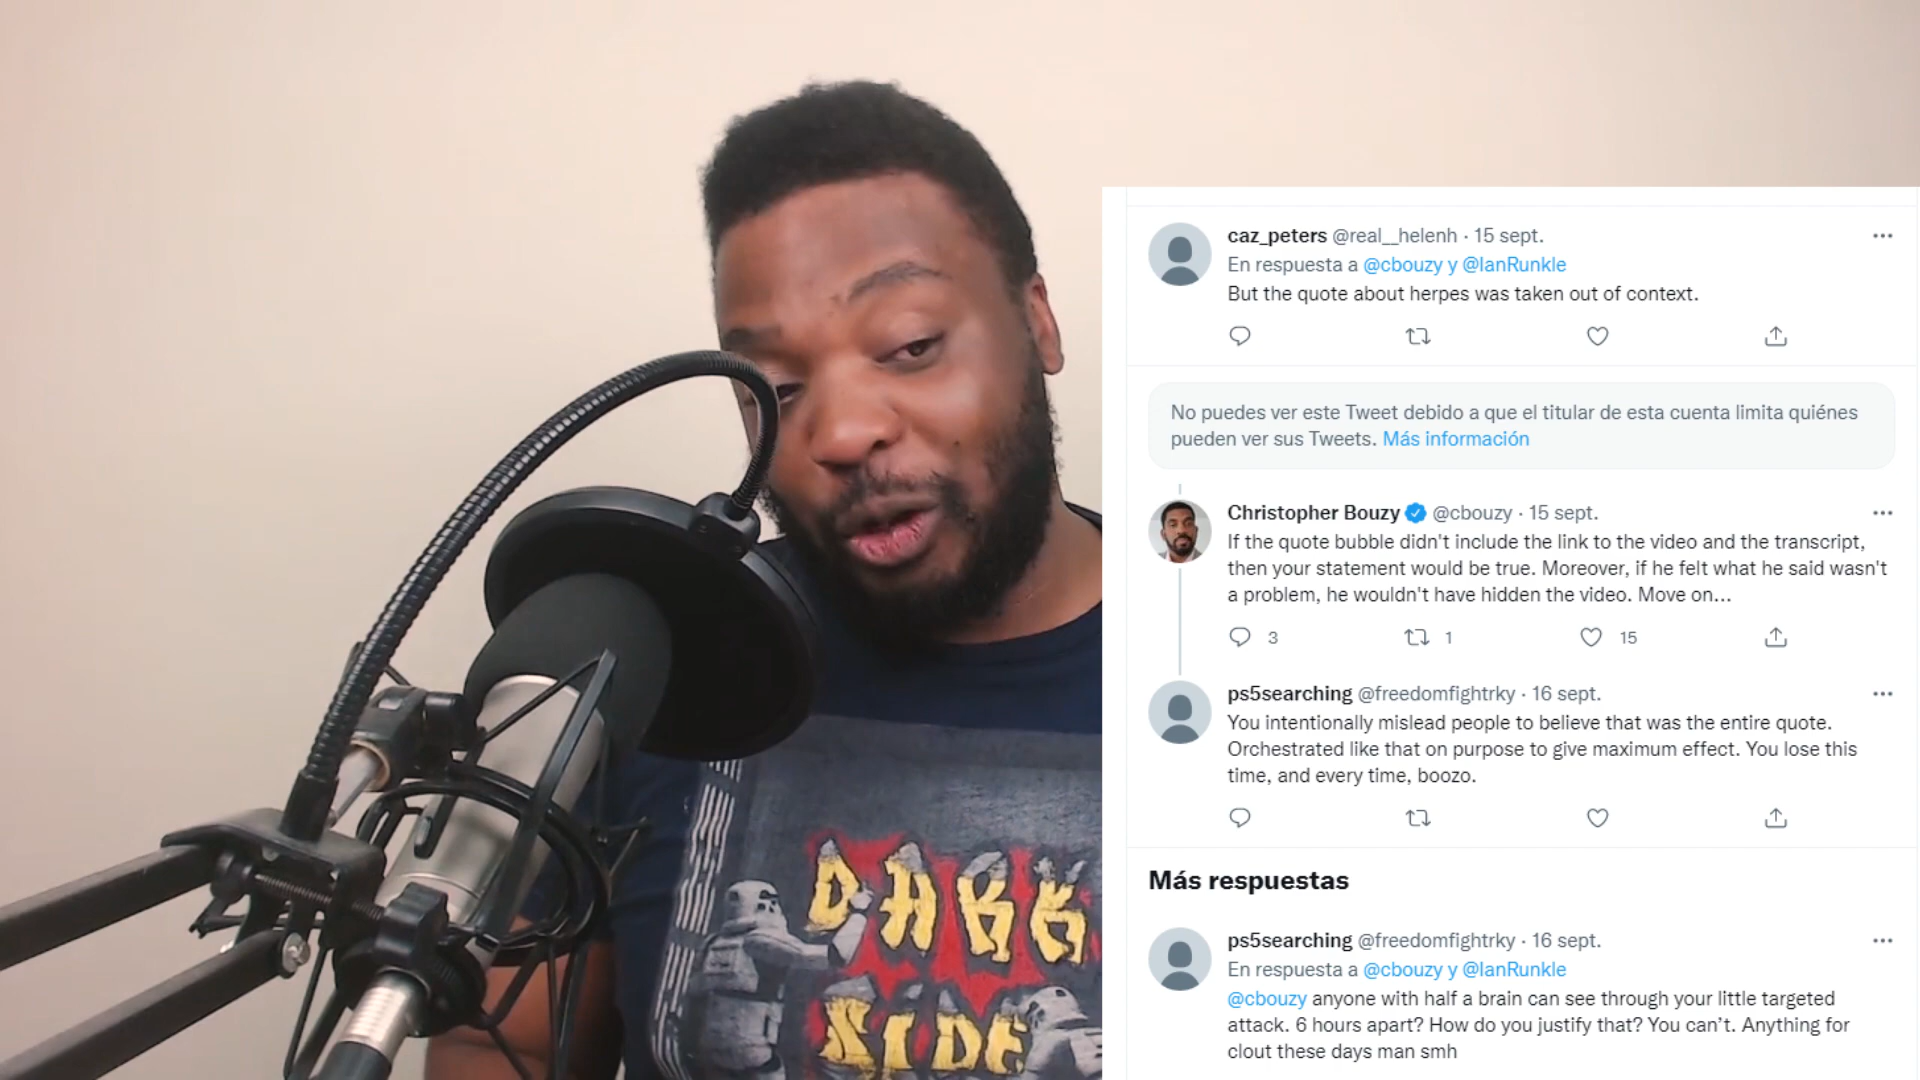 caz_peters @real__helenh · 15 sept.
En respuesta a @cbouzy y @IanRunkle
But the quote about herpes was taken out of context.
No puedes ver este Tweet debido a que el titular de esta cuenta limita quiénes
pueden ver sus Tweets. Más información
Christopher Bouzy @cbouzy · 15 sept.
If the quote bubble didn't include the link to the video and the transcript,
then your statement would be true. Moreover, if he felt what he said wasn't
a problem, he wouldn't have hidden the video. Move on...
3 1 15
ps5searching @freedomfightrky · 16 sept.
You intentionally mislead people to believe that was the entire quote.
Orchestrated like that on purpose to give maximum effect. You lose this
time, and every time, boozo.
Más respuestas
ps5searching @freedomfightrky · 16 sept.
En respuesta a @cbouzy y @IanRunkle
@cbouzy anyone with half a brain can see through your little targeted
attack. 6 hours apart? How do you justify that? You can't. Anything for
clout these days man smh
DARK
SIDE